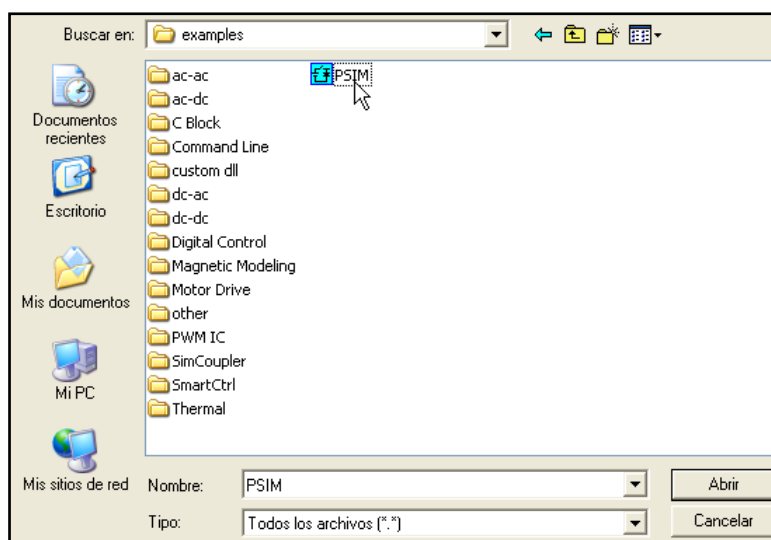 Buscar en: examples
Documentos
recientes
Escritorio
Mis documentos
Mi PC
Mis sitios de red
ac-ac
ac-dc
C Block
Command Line
custom dll
dc-ac
dc-dc
Digital Control
Magnetic Modeling
Motor Drive
other
PWM IC
SimCoupler
SmartCtrl
Thermal
PSIM
Nombre: PSIM Abrir
Tipo: Todos los archivos (*.*) Cancelar